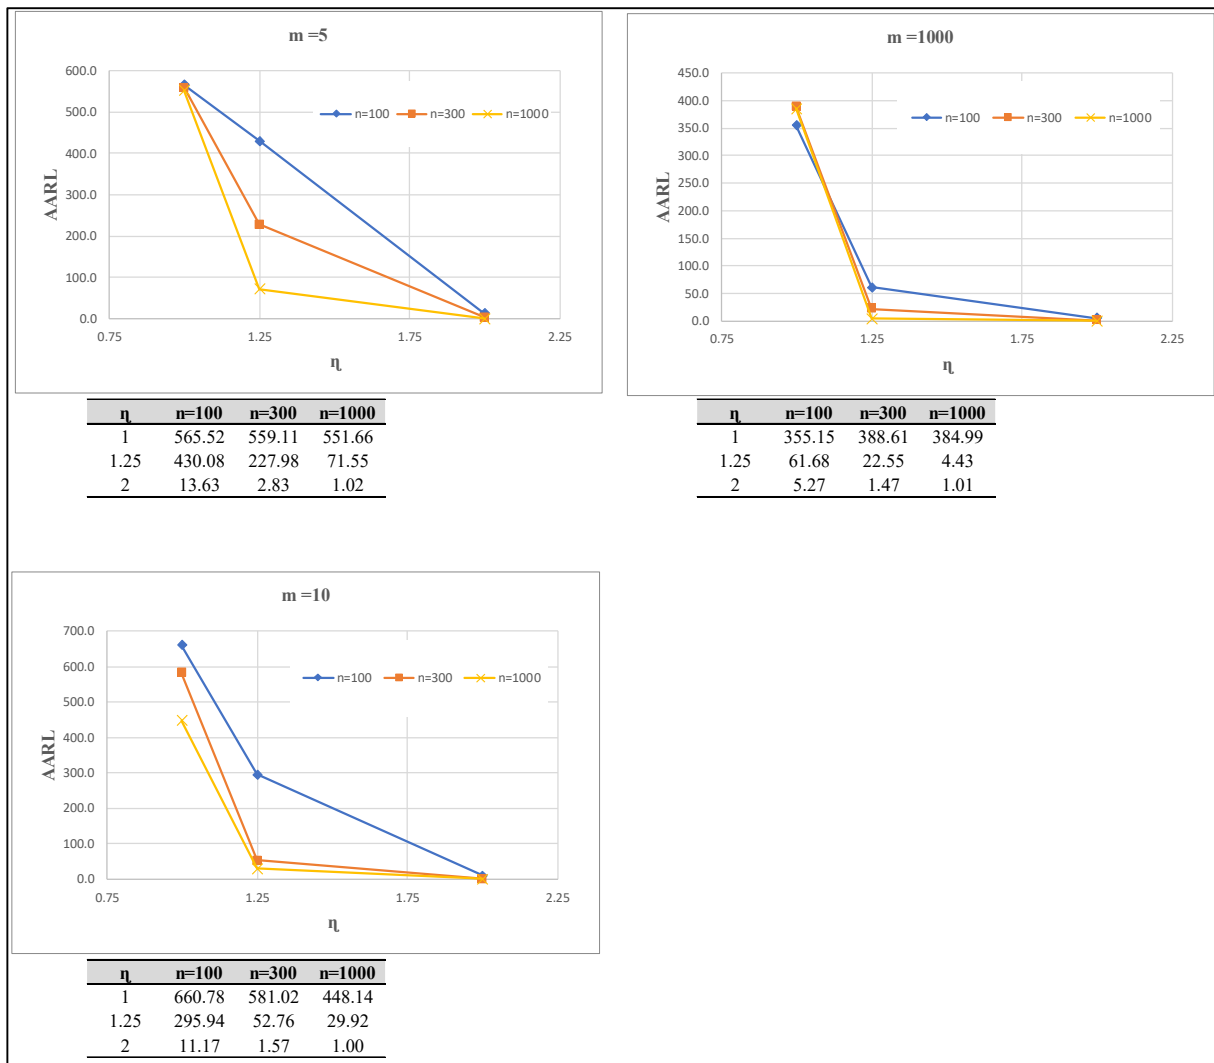 m =5
600.0
500.0
400.0
300.0
200.0
100.0
0.0
AARL
n=100 n=300 n=1000
0.75 1.25 1.75 2.25
η
η n=100 n=300 n=1000
1 565.52 559.11 551.66
1.25 430.08 227.98 71.55
2 13.63 2.83 1.02
m =1000
450.0
400.0
350.0
300.0
250.0
200.0
150.0
100.0
50.0
0.0
AARL
n=100 n=300 n=1000
0.75 1.25 1.75 2.25
η
η n=100 n=300 n=1000
1 355.15 388.61 384.99
1.25 61.68 22.55 4.43
2 5.27 1.47 1.01
m =10
700.0
600.0
500.0
400.0
300.0
200.0
100.0
0.0
AARL
n=100 n=300 n=1000
0.75 1.25 1.75 2.25
η
η n=100 n=300 n=1000
1 660.78 581.02 448.14
1.25 295.94 52.76 29.92
2 11.17 1.57 1.00